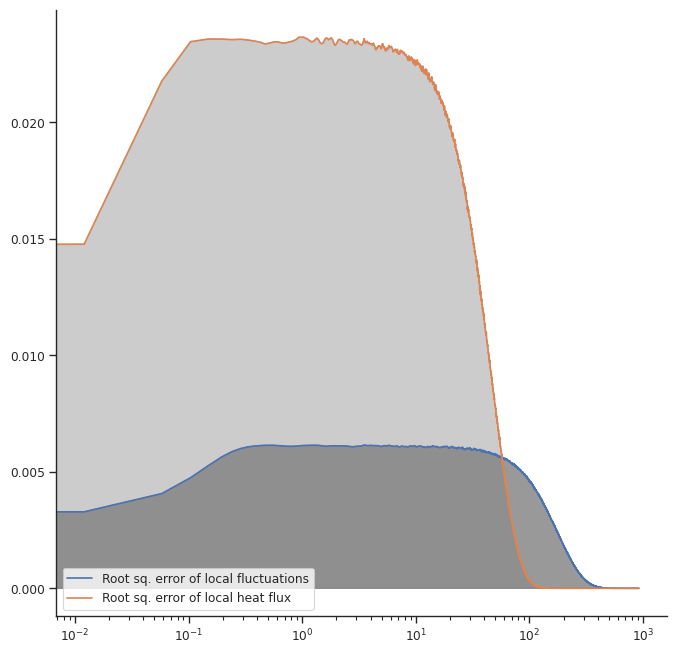 0.020
0.015
0.010
0.005
0.000
Root sq. error of local fluctuations
Root sq. error of local heat flux
10⁻² 10⁻¹ 10⁰ 10¹ 10² 10³